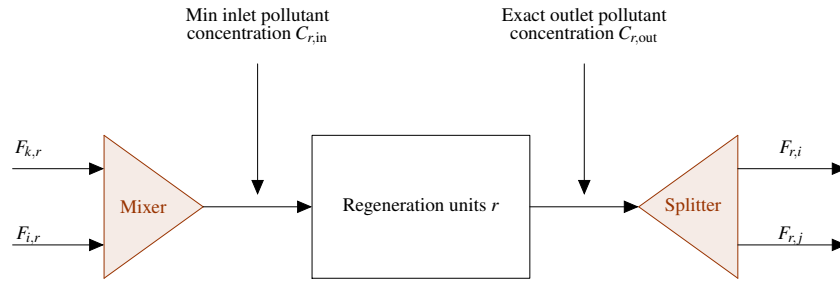 Min inlet pollutant
concentration C_{r,in}
Exact outlet pollutant
concentration C_{r,out}
F_{k,r}
F_{i,r}
Mixer
Regeneration units r
Splitter
F_{r,i}
F_{r,j}